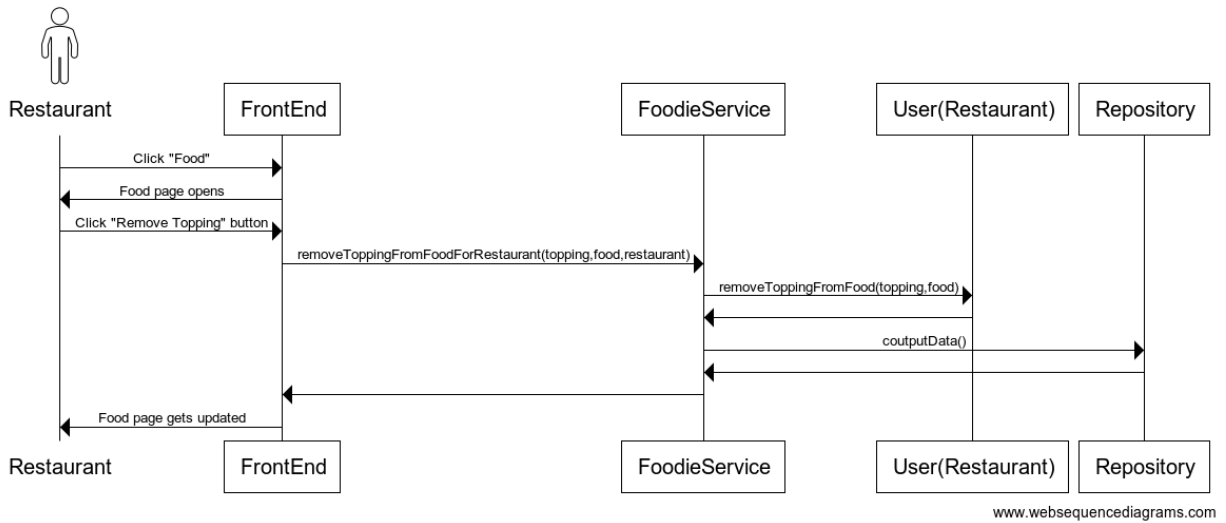 Restaurant
FrontEnd
FoodieService
User(Restaurant)
Repository
Click "Food"
Food page opens
Click "Remove Topping" button
removeToppingFromFoodForRestaurant(topping,food,restaurant)
removeToppingFromFood(topping,food)
coutputData()
Food page gets updated
Restaurant
FrontEnd
FoodieService
User(Restaurant)
Repository
www.websequencediagrams.com